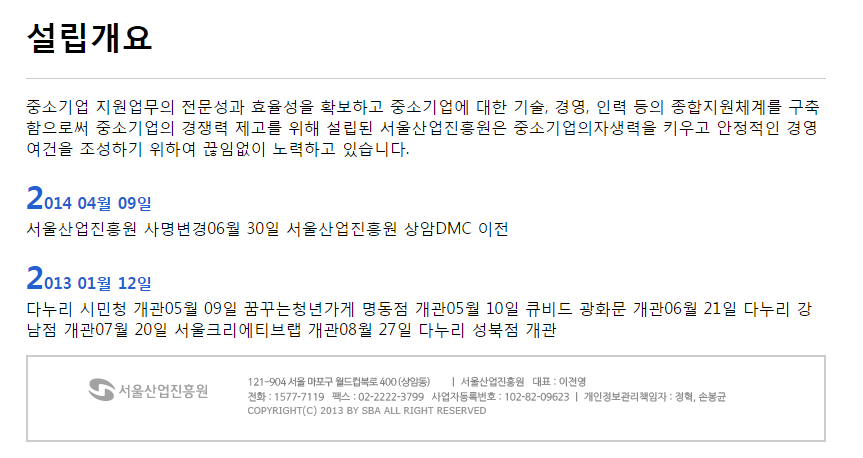 설립개요
중소기업 지원업무의 전문성과 효율성을 확보하고 중소기업에 대한 기술, 경영, 인력 등의 종합지원체계를 구축
함으로써 중소기업의 경쟁력 제고를 위해 설립된 서울산업진흥원은 중소기업의자생력을 키우고 안정적인 경영
여건을 조성하기 위하여 끊임없이 노력하고 있습니다.
2014 04월 09일
서울산업진흥원 사명변경06월 30일 서울산업진흥원 상암DMC 이전
2013 01월 12일
다누리 시민청 개관05월 09일 꿈꾸는청년가게 명동점 개관05월 10일 큐비드 광화문 개관06월 21일 다누리 강
남점 개관07월 20일 서울크리에티브랩 개관08월 27일 다누리 성북점 개관
서울산업진흥원
121-904 서울 마포구 월드컵북로 400 (상암동) | 서울산업진흥원 대표 : 이전영
전화 : 1577-7119 팩스 : 02-2222-3799 사업자등록번호 : 102-82-09623 | 개인정보관리책임자 : 정혁, 손봉균
COPYRIGHT(C) 2013 BY SBA ALL RIGHT RESERVED